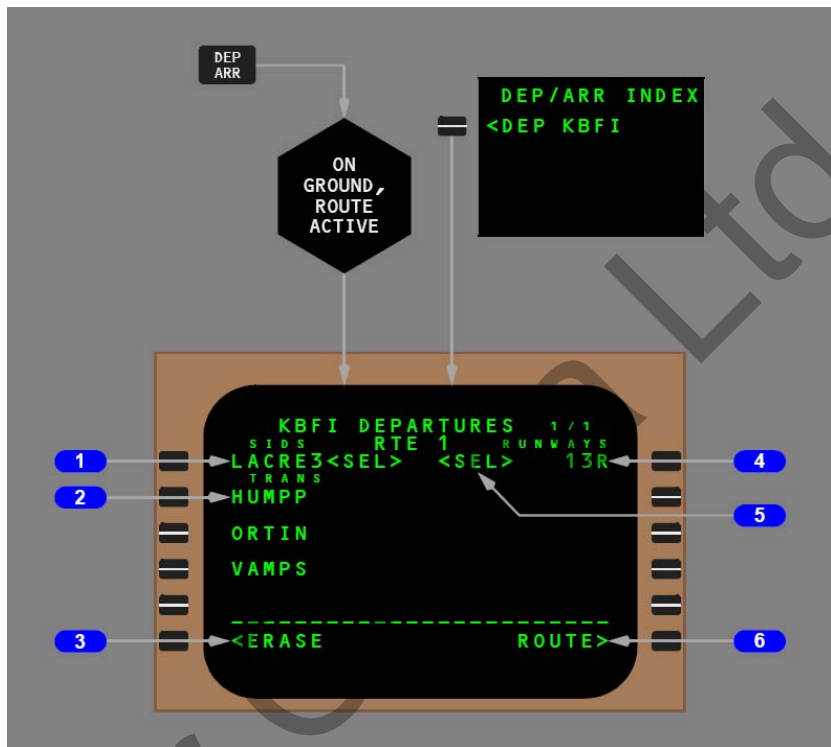 DEP
ARR
DEP/ARR INDEX
<DEP KBFI
ON
GROUND,
ROUTE
ACTIVE
KBFI DEPARTURES 1/1
SIDS RTE 1 RUNWAYS
1 LACRE3<SEL> <SEL> 13R 4
TRANS
2 HUMPP
5
ORTIN
VAMPS
------------------------
3 <ERASE ROUTE> 6
Ltd